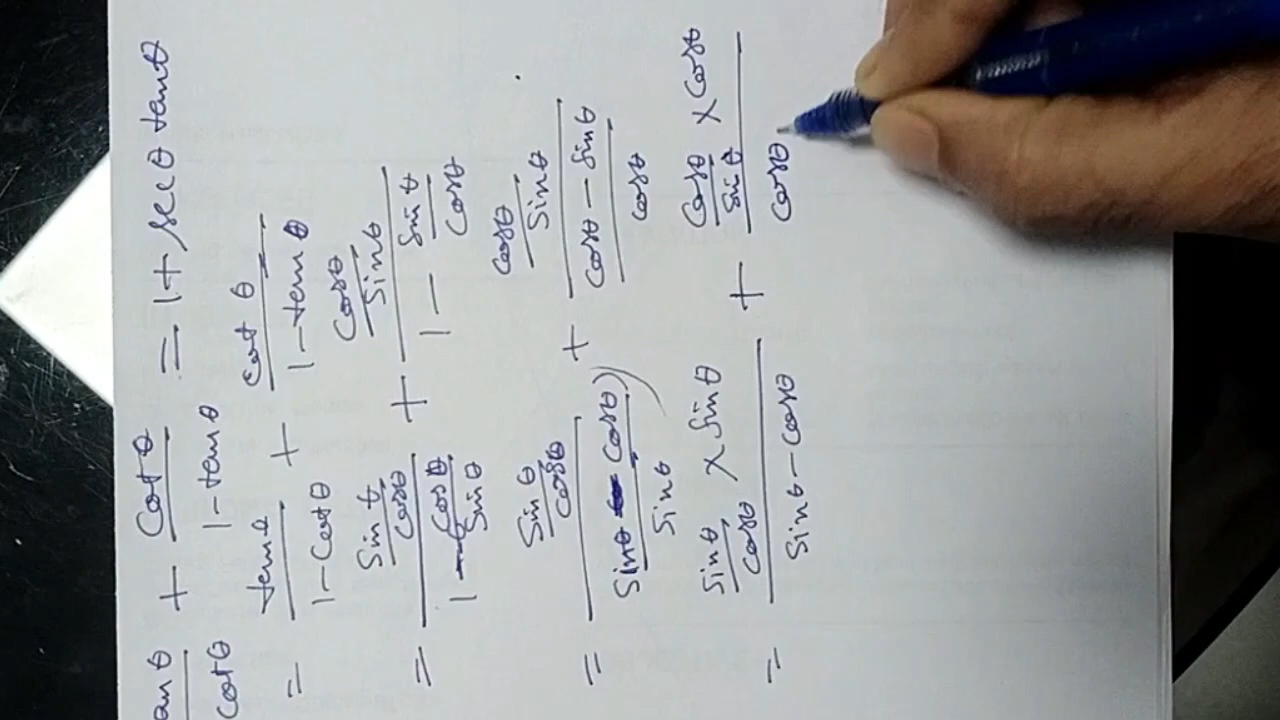 anθ/cotθ + cotθ/1-tanθ = 1 + secθ tanθ
= tanθ/1-cotθ + cotθ/1-tanθ
= sinθ/cosθ/1-cosθ/sinθ + cosθ/sinθ/1-sinθ/cosθ
= sinθ/cosθ/sinθ-cosθ)/sinθ + cosθ/sinθ/cosθ-sinθ/cosθ
= sinθ/cosθ × sinθ/sinθ-cosθ + cosθ/sinθ × cosθ/cosθ